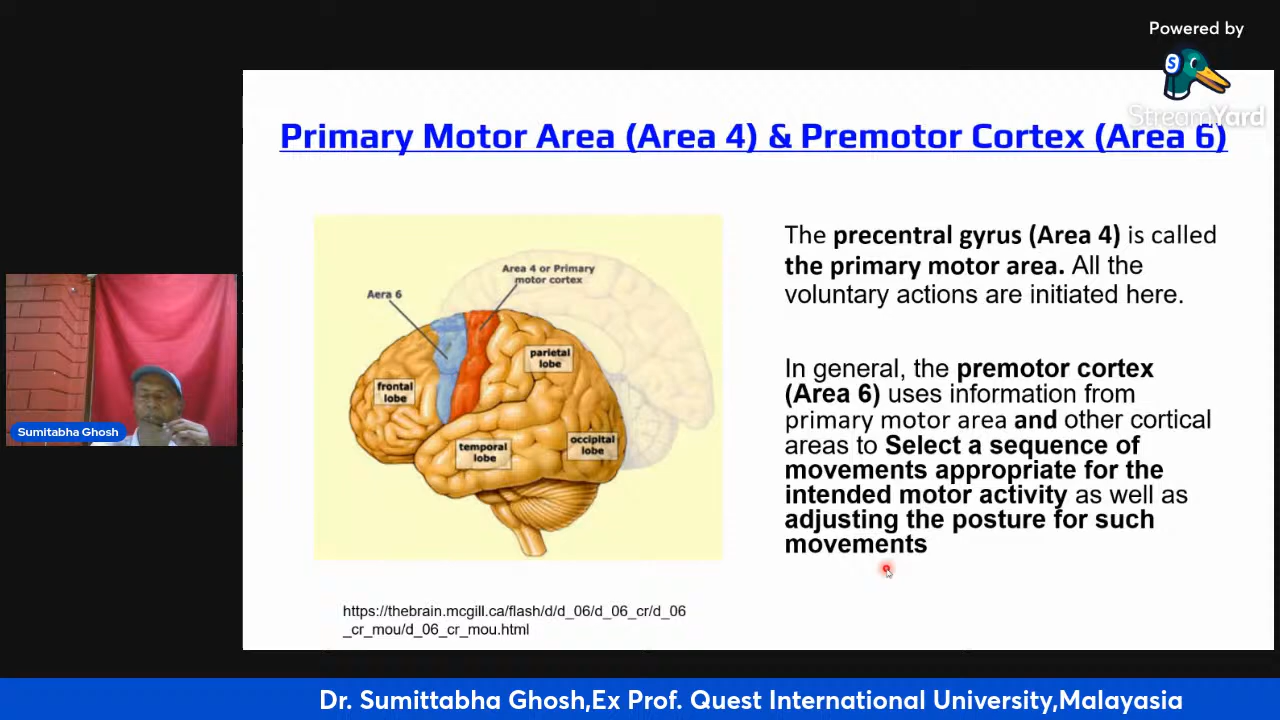 Powered by
S
StreamYard
Primary Motor Area (Area 4) & Premotor Cortex (Area 6)
Area 4 or Primary
motor cortex
Aera 6
parietal
lobe
frontal
lobe
temporal
lobe
occipital
lobe
The precentral gyrus (Area 4) is called
the primary motor area. All the
voluntary actions are initiated here.
In general, the premotor cortex
(Area 6) uses information from
primary motor area and other cortical
areas to Select a sequence of
movements appropriate for the
intended motor activity as well as
adjusting the posture for such
movements
https://thebrain.mcgill.ca/flash/d/d_06/d_06_cr/d_06
_cr_mou/d_06_cr_mou.html
Sumitabha Ghosh
Dr. Sumittabha Ghosh,Ex Prof. Quest International University,Malayasia